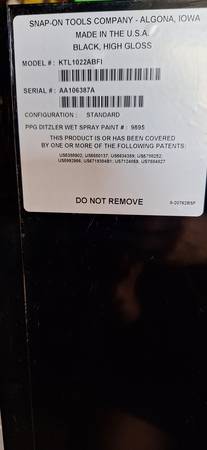 SNAP-ON TOOLS COMPANY - ALGONA, IOWA
MADE IN THE U.S.A.
BLACK, HIGH GLOSS
MODEL # : KTL1022ABFI
SERIAL # : AA106387A
CONFIGURATION : STANDARD
PPG DITZLER WET SPRAY PAINT # : 9695
THIS PRODUCT IS OR HAS BEEN COVERED
BY ONE OR MORE OF THE FOLLOWING PATENTS:
DO NOT REMOVE